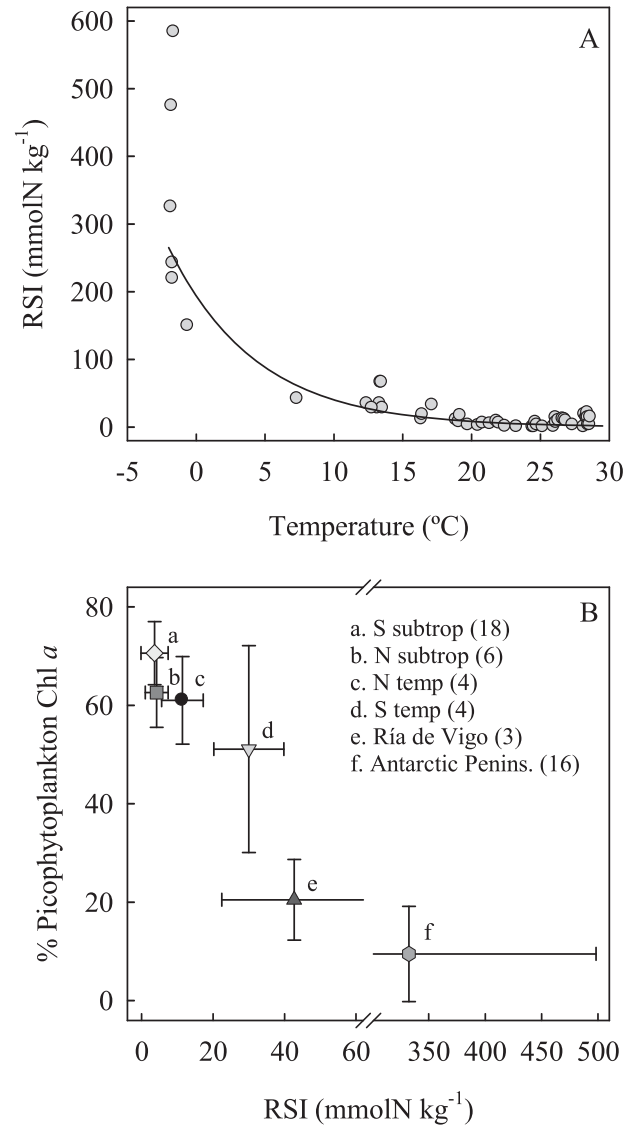 A
600
500
400
300
200
100
0
RSI (mmolN kg-1)
-5 0 5 10 15 20 25 30
Temperature (ºC)
B
80
60
40
20
0
% Picophytoplankton Chl a
a
b
c
d
e
f
a. S subtrop (18)
b. N subtrop (6)
c. N temp (4)
d. S temp (4)
e. Ría de Vigo (3)
f. Antarctic Penins. (16)
0 20 40 60 350 400 450 500
RSI (mmolN kg-1)